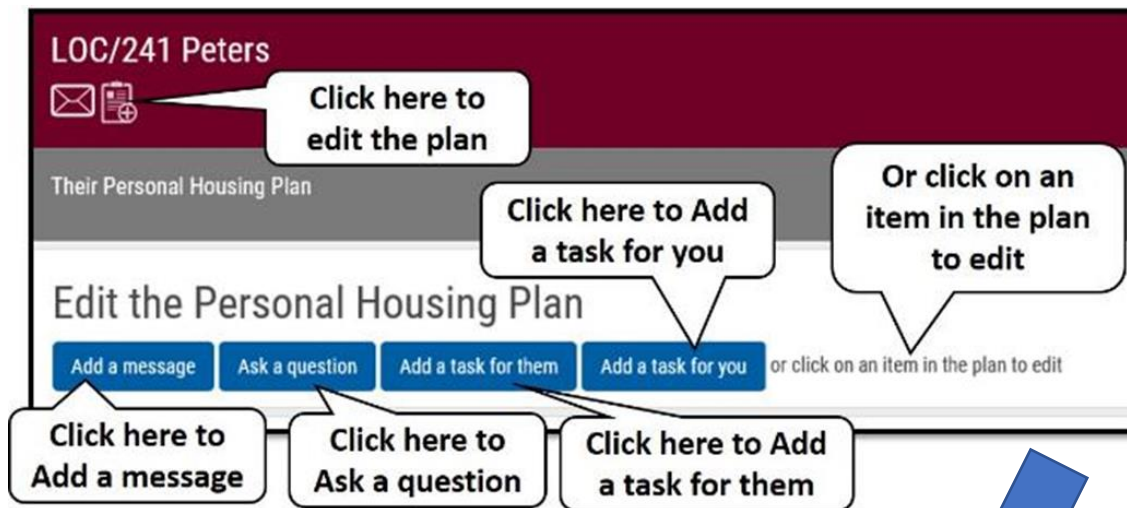 LOC/241 Peters
Click here to
edit the plan
Their Personal Housing Plan
Click here to Add
a task for you
Or click on an
item in the plan
to edit
Edit the Personal Housing Plan
Add a message Ask a question Add a task for them Add a task for you or click on an item in the plan to edit
Click here to
Add a message
Click here to
Ask a question
Click here to Add
a task for them